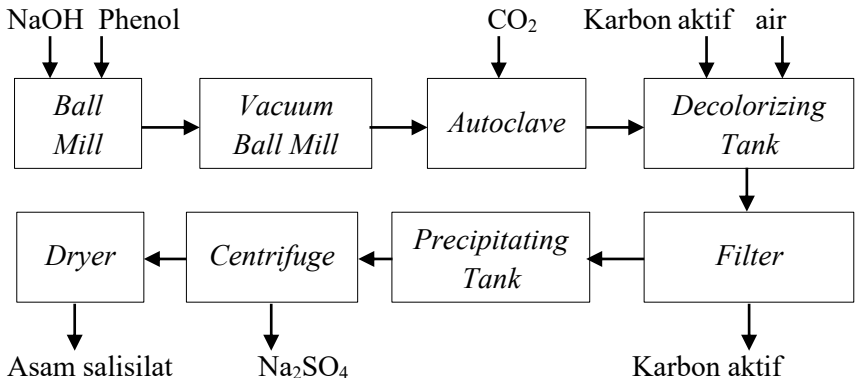 NaOH Phenol
CO₂
Karbon aktif air
Ball
Mill
Vacuum
Ball Mill
Autoclave
Decolorizing
Tank
Dryer
Centrifuge
Precipitating
Tank
Filter
Asam salisilat
Na₂SO₄
Karbon aktif